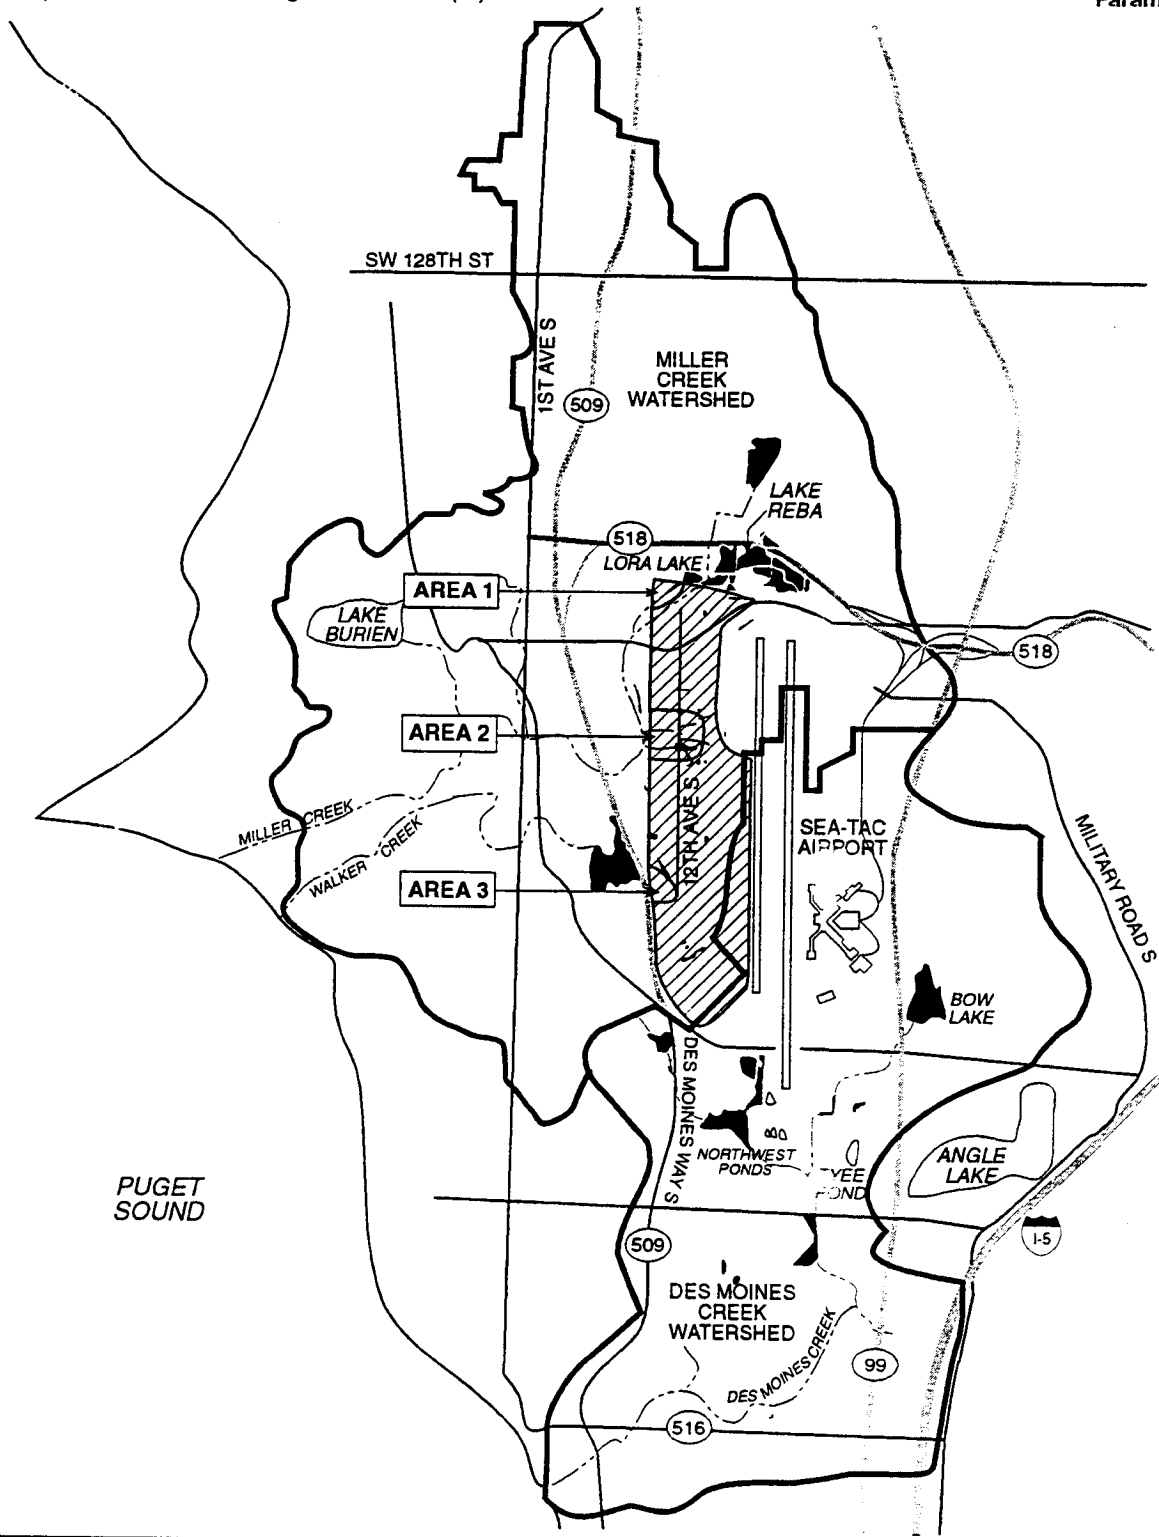 Param
SW 128TH ST
1ST AVE S
MILLER
CREEK
WATERSHED
509
LAKE
REBA
518
LORA LAKE
AREA 1
LAKE
BURIEN
518
AREA 2
12TH AVE S
MILLER CREEK
WALKER CREEK
SEA-TAC
AIRPORT
MILITARY ROAD S
AREA 3
BOW
LAKE
DES MOINES WAY S
NORTHWEST
PONDS
ANGLE
LAKE
YEE
POND
PUGET
SOUND
I-5
509
DES MOINES
CREEK
WATERSHED
DES MOINES CREEK
99
516